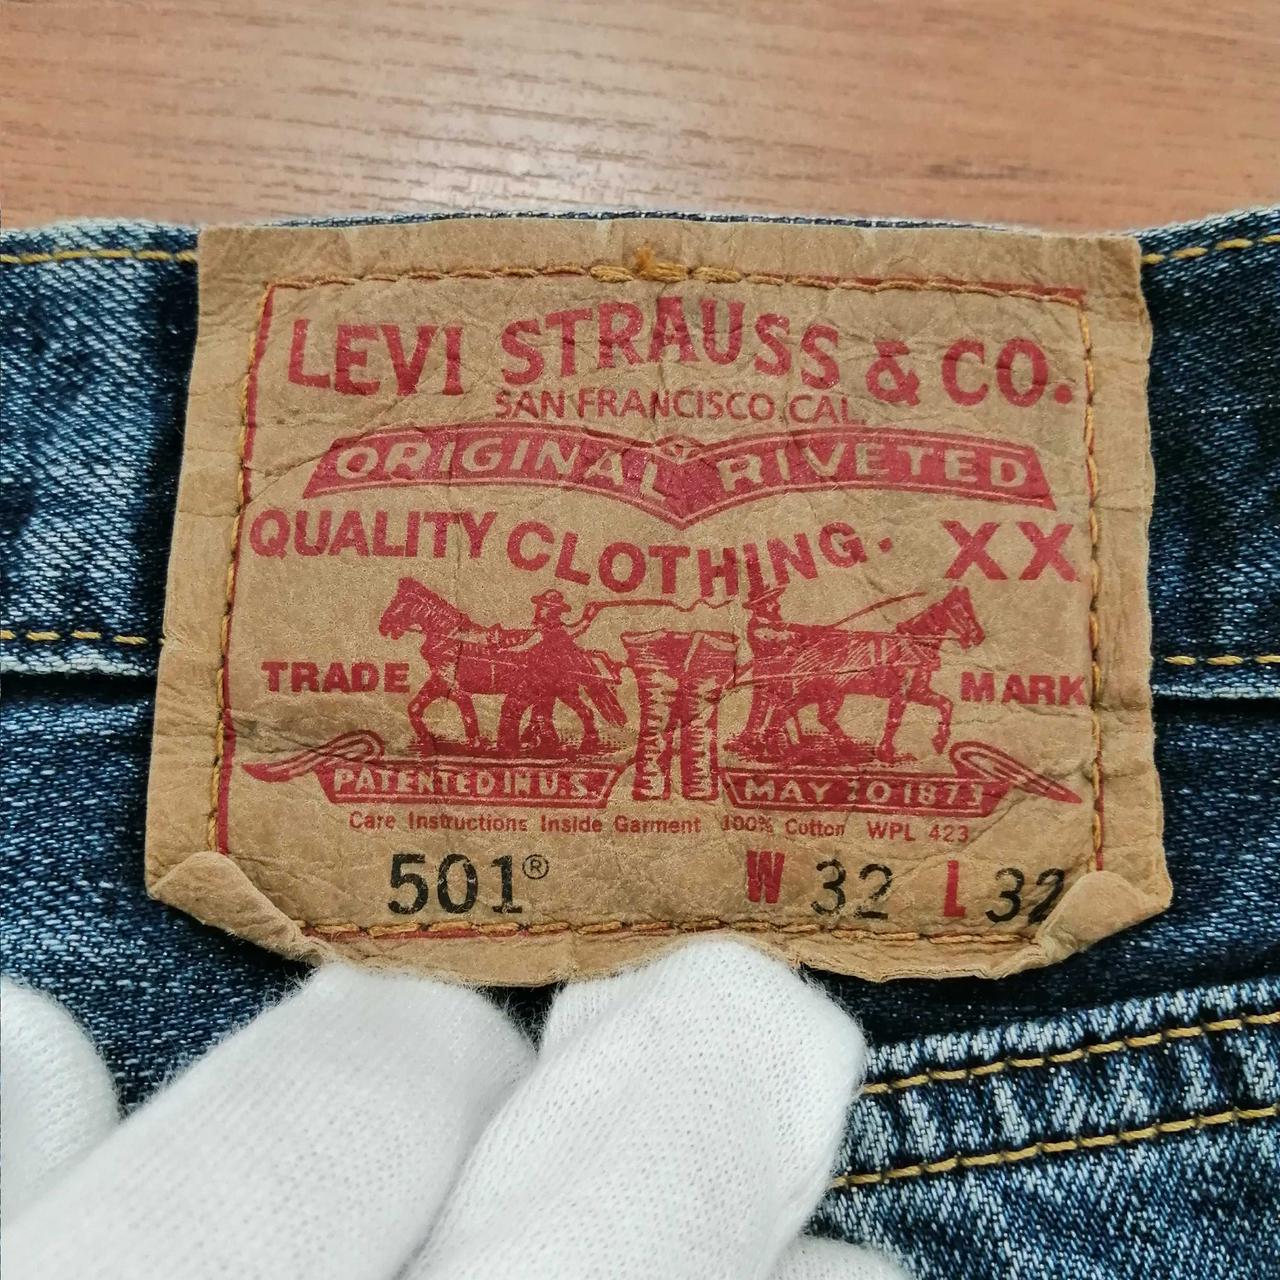 LEVI STRAUSS & CO.
SAN FRANCISCO, CAL.
ORIGINAL RIVETED
QUALITY CLOTHING. XX
TRADE MARK
PATENTED IN U.S. MAY 20 1873
Care Instructions Inside Garment 100% Cotton WPL 423
501® W 32 L 32